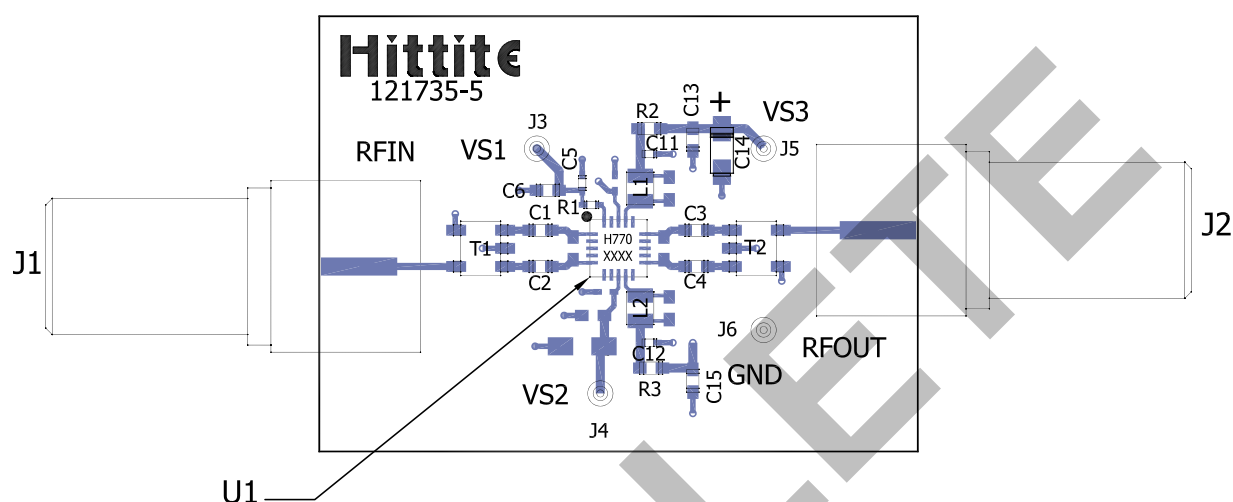 Hittite
121735-5
RFIN
VS1
J3
C5
C6
R1
R2
C11
C13
+
C14
VS3
J5
L1
C1
C2
T1
H770
XXXX
C3
C4
T2
J1
J2
L2
C12
R3
C15
J6
GND
RFOUT
VS2
J4
U1
LETE